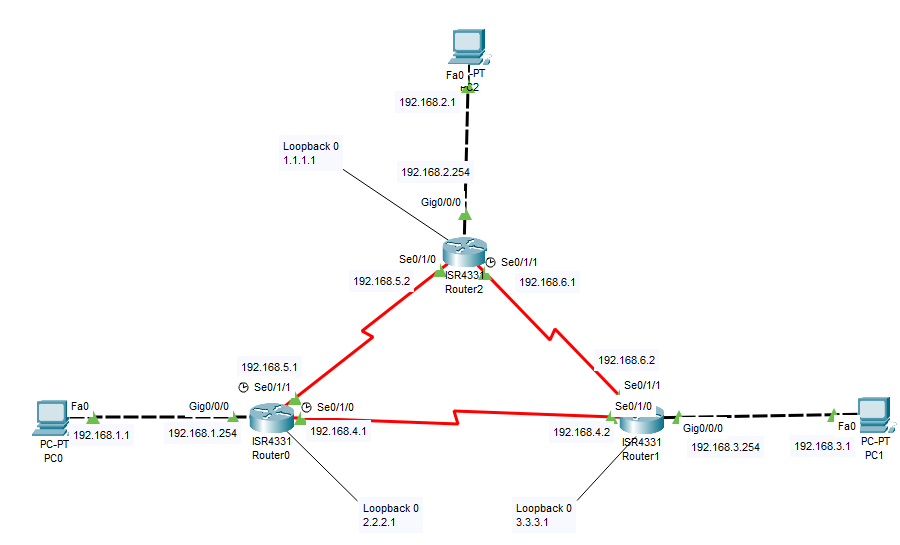 Fa0
-PT
C2
192.168.2.1
Loopback 0
1.1.1.1
192.168.2.254
Gig0/0/0
Se0/1/0
Se0/1/1
192.168.5.2
ISR4331
Router2
192.168.6.1
192.168.5.1
Se0/1/1
192.168.6.2
Se0/1/1
Fa0
Gig0/0/0
Se0/1/0
Se0/1/0
Gig0/0/0
Fa0
192.168.1.1
192.168.1.254
192.168.4.1
192.168.4.2
192.168.3.254
192.168.3.1
PC-PT
PC0
ISR4331
Router0
ISR4331
Router1
PC-PT
PC1
Loopback 0
2.2.2.1
Loopback 0
3.3.3.1